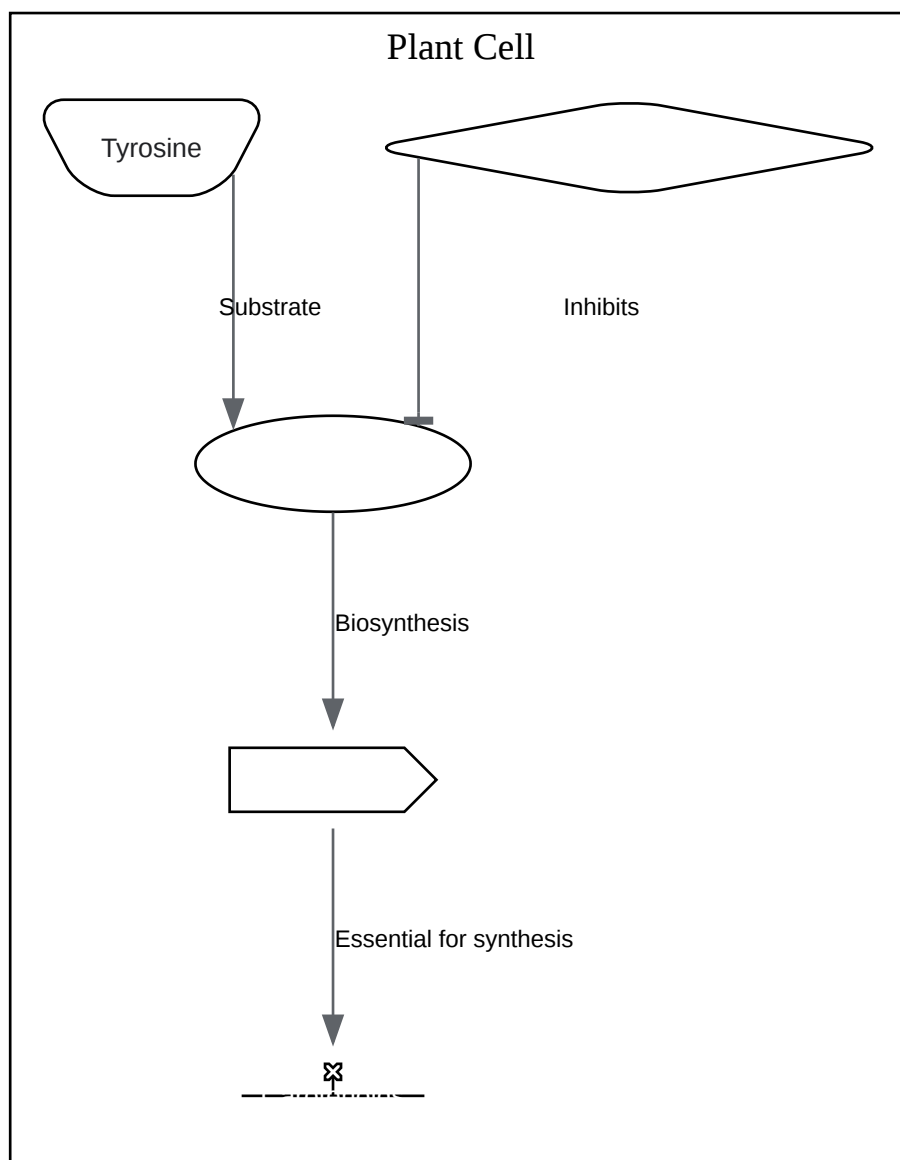 Plant Cell
Tyrosine
Substrate
Inhibits
Biosynthesis
Essential for synthesis